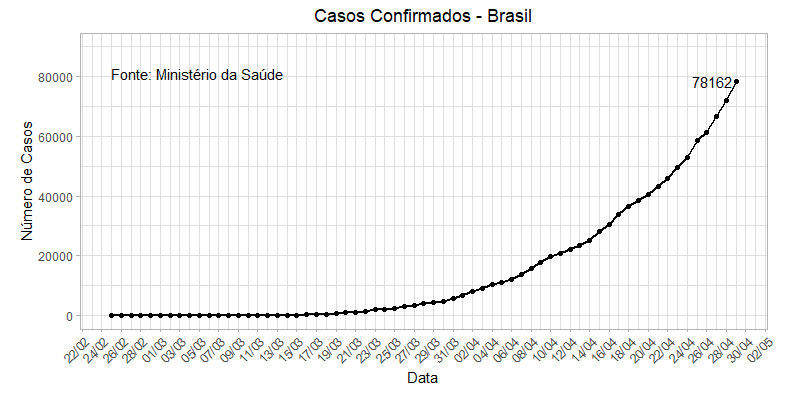 Casos Confirmados - Brasil
Fonte: Ministério da Saúde
78162
Número de Casos
80000
60000
40000
20000
0
22/02 24/02 26/02 28/02 01/03 03/03 05/03 07/03 09/03 11/03 13/03 15/03 17/03 19/03 21/03 23/03 25/03 27/03 29/03 31/03 02/04 04/04 06/04 08/04 10/04 12/04 14/04 16/04 18/04 20/04 22/04 24/04 26/04 28/04 30/04 02/05
Data